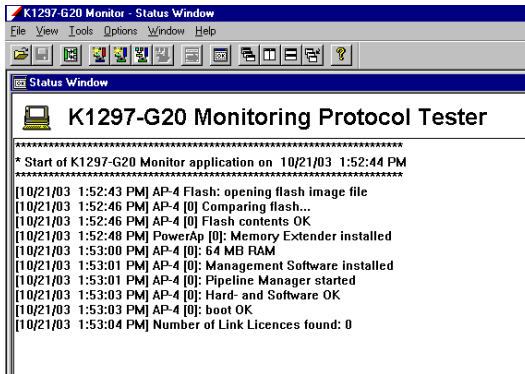 K1297-G20 Monitor - Status Window
File View Tools Options Window Help
Status Window
K1297-G20 Monitoring Protocol Tester
************************************************************************
* Start of K1297-G20 Monitor application on 10/21/03 1:52:44 PM
************************************************************************
[10/21/03 1:52:43 PM] AP-4 Flash: opening flash image file
[10/21/03 1:52:46 PM] AP-4 [0] Comparing flash...
[10/21/03 1:52:46 PM] AP-4 [0] Flash contents OK
[10/21/03 1:52:48 PM] PowerAp [0]: Memory Extender installed
[10/21/03 1:53:00 PM] AP-4 [0]: 64 MB RAM
[10/21/03 1:53:01 PM] AP-4 [0]: Management Software installed
[10/21/03 1:53:01 PM] AP-4 [0]: Pipeline Manager started
[10/21/03 1:53:03 PM] AP-4 [0]: Hard- and Software OK
[10/21/03 1:53:03 PM] AP-4 [0]: boot OK
[10/21/03 1:53:04 PM] Number of Link Licences found: 0